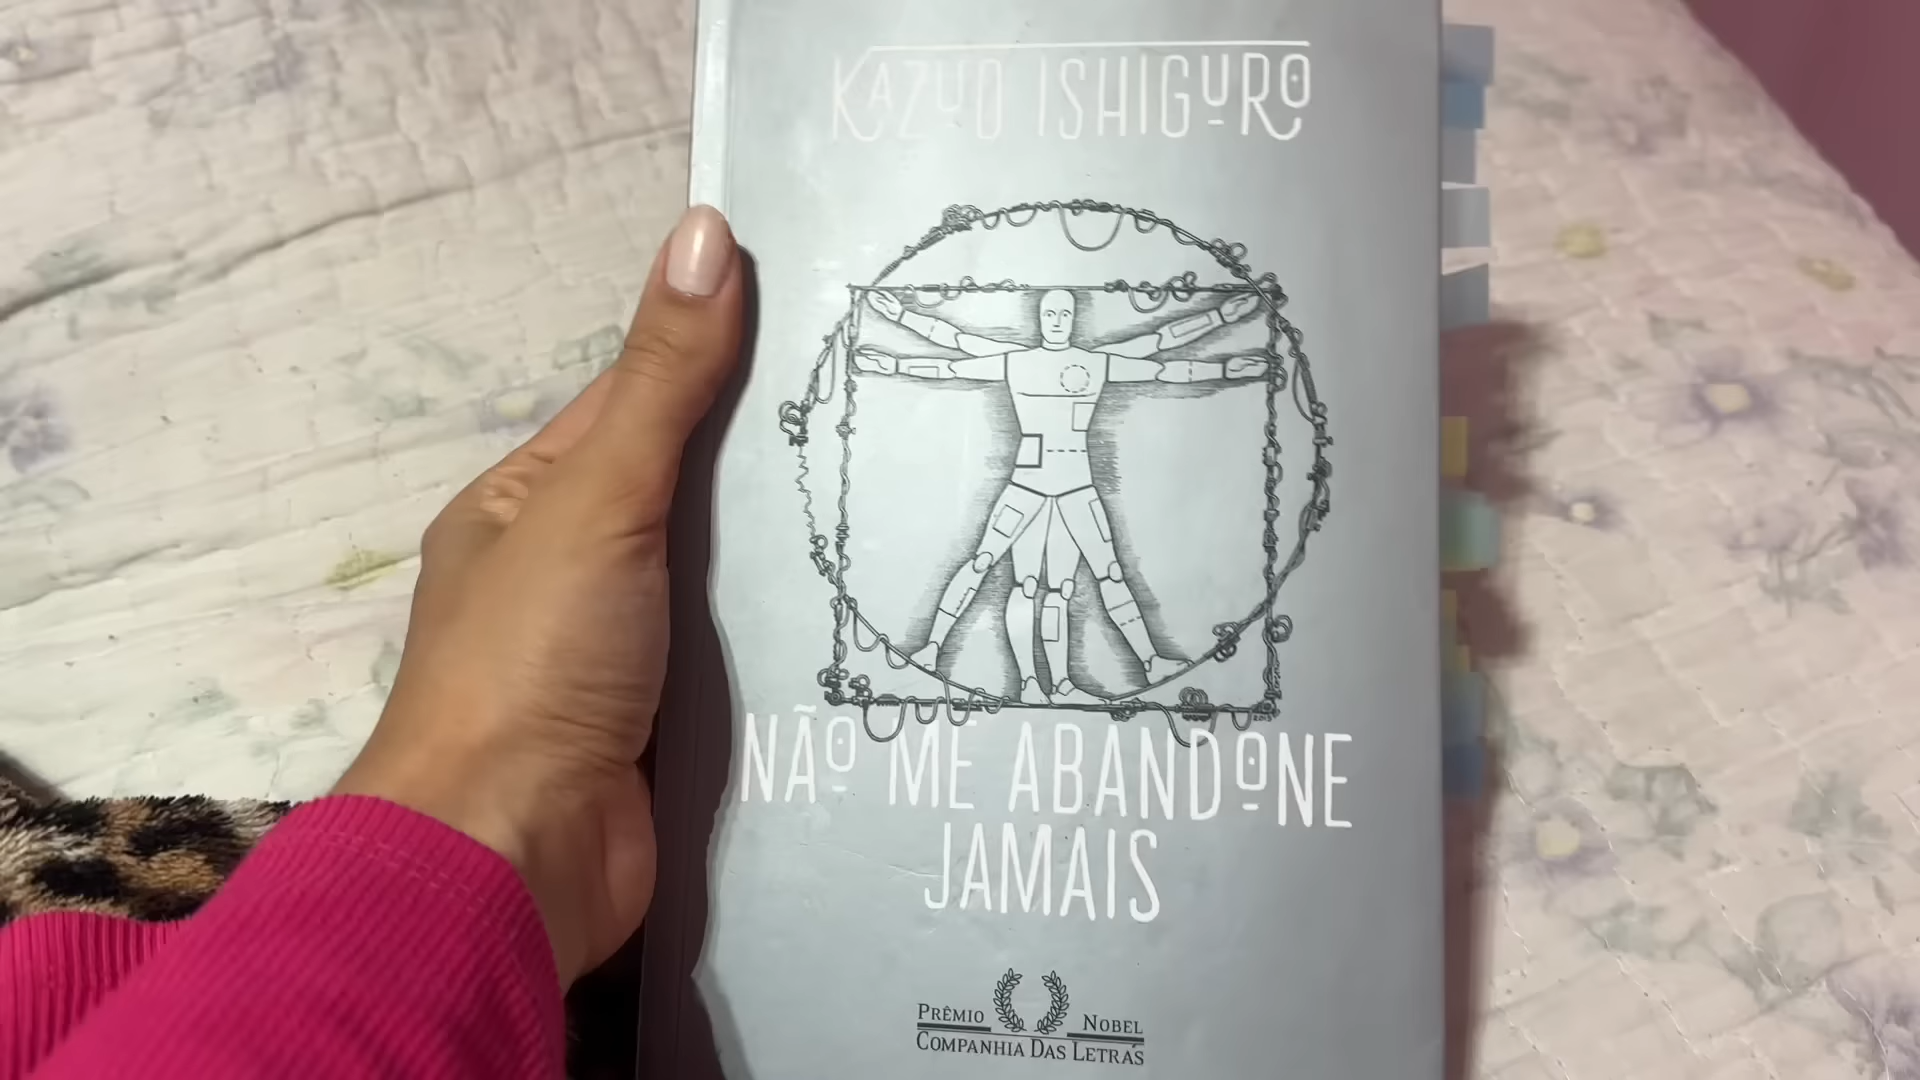 KAZUO ISHIGURO
NÃO ME ABANDONE
JAMAIS
PRÊMIO NOBEL
COMPANHIA DAS LETRAS